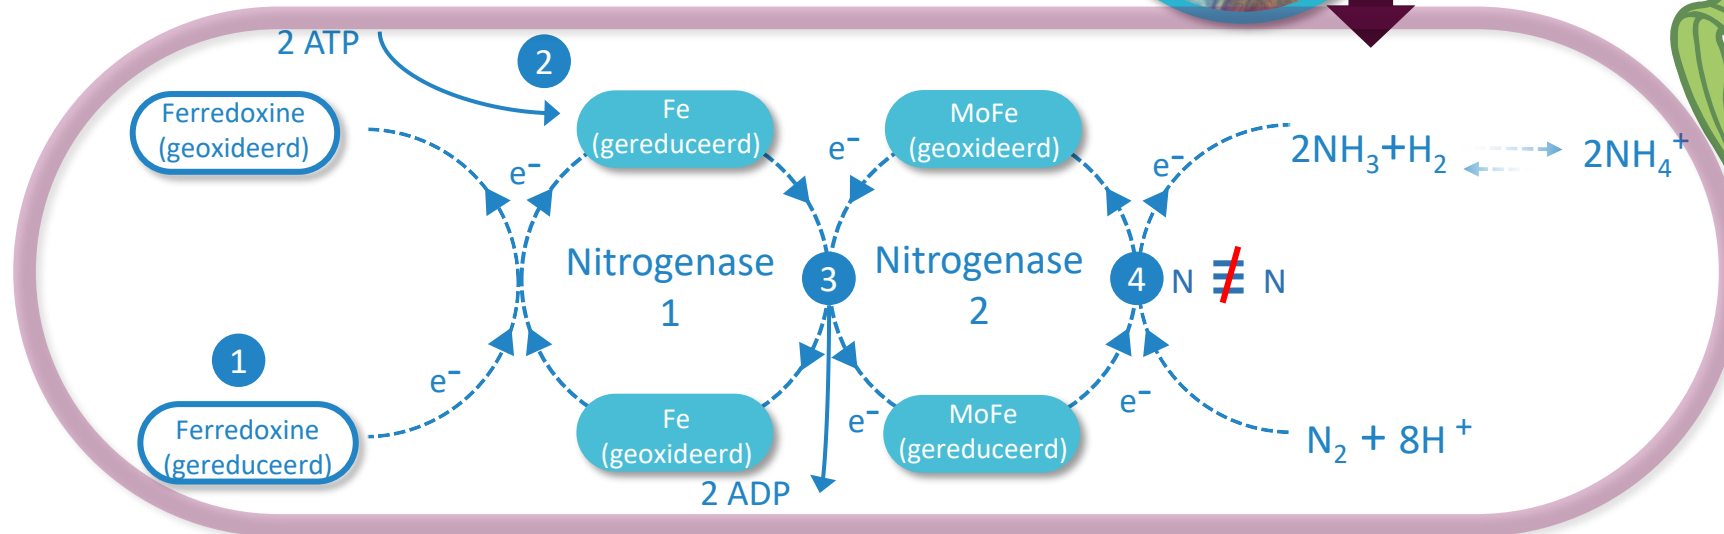 2 ATP
2
Ferredoxine
(geoxideerd)
Fe
(gereduceerd)
MoFe
(geoxideerd)
e⁻
e⁻
e⁻
2NH₃+H₂
2NH₄⁺
Nitrogenase
1
3
Nitrogenase
2
4
N ≡ N
1
e⁻
e⁻
e⁻
Ferredoxine
(gereduceerd)
Fe
(geoxideerd)
MoFe
(gereduceerd)
N₂ + 8H⁺
2 ADP